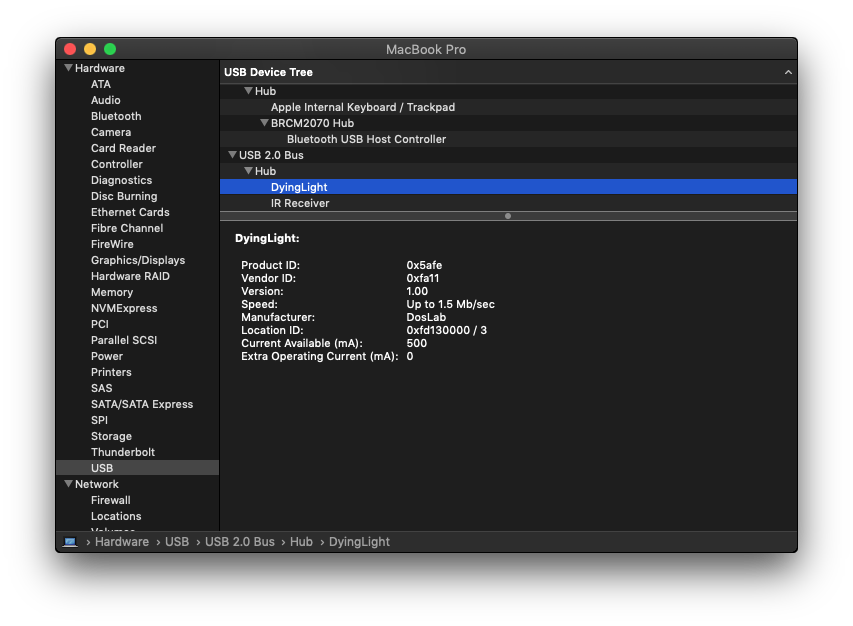 MacBook Pro
Hardware
ATA
Audio
Bluetooth
Camera
Card Reader
Controller
Diagnostics
Disc Burning
Ethernet Cards
Fibre Channel
FireWire
Graphics/Displays
Hardware RAID
Memory
NVMExpress
PCI
Parallel SCSI
Power
Printers
SAS
SATA/SATA Express
SPI
Storage
Thunderbolt
USB
Network
Firewall
Locations
Volumes
USB Device Tree
Hub
Apple Internal Keyboard / Trackpad
BRCM2070 Hub
Bluetooth USB Host Controller
USB 2.0 Bus
Hub
DyingLight
IR Receiver
DyingLight:
Product ID: 0x5afe
Vendor ID: 0xfa11
Version: 1.00
Speed: Up to 1.5 Mb/sec
Manufacturer: DosLab
Location ID: 0xfd130000 / 3
Current Available (mA): 500
Extra Operating Current (mA): 0
› Hardware › USB › USB 2.0 Bus › Hub › DyingLight